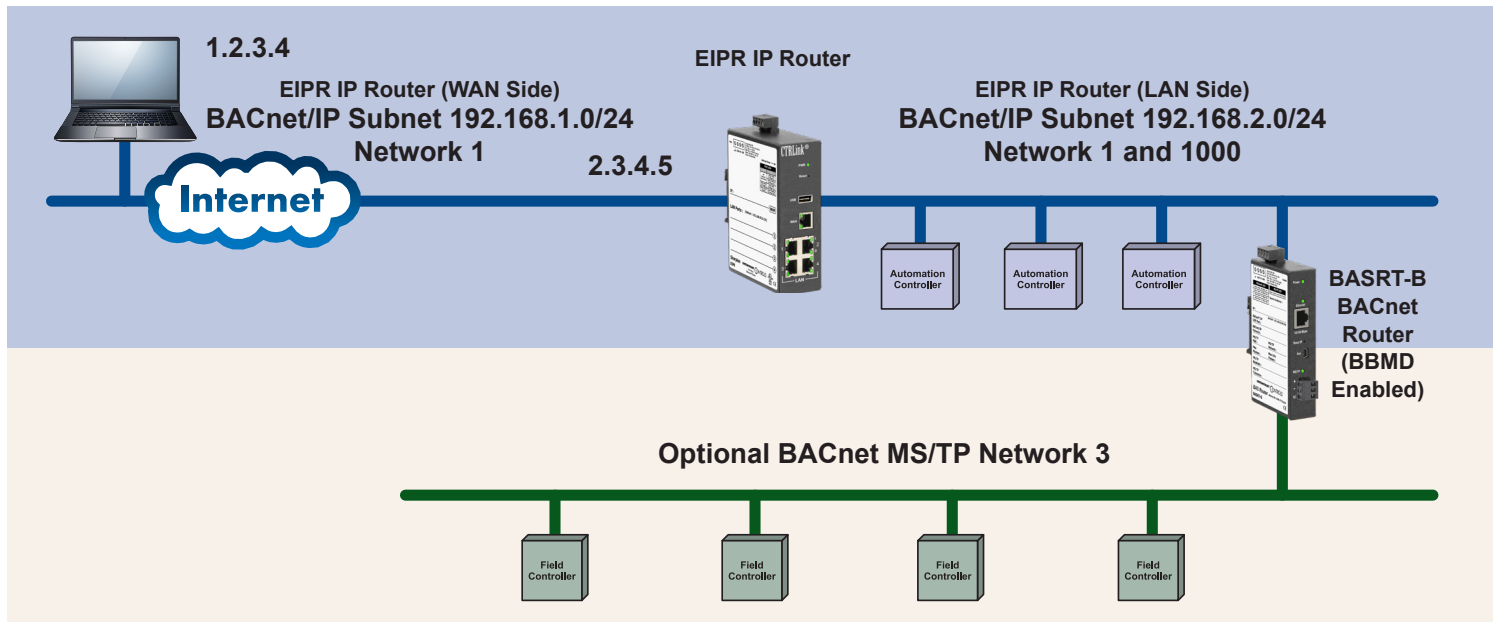 1.2.3.4
EIPR IP Router (WAN Side)
BACnet/IP Subnet 192.168.1.0/24
Network 1
Internet
2.3.4.5
EIPR IP Router
CTRLink®
WAN
LAN
EIPR IP Router (LAN Side)
BACnet/IP Subnet 192.168.2.0/24
Network 1 and 1000
Automation
Controller
Automation
Controller
Automation
Controller
BASRT-B
BACnet
Router
(BBMD
Enabled)
Optional BACnet MS/TP Network 3
Field
Controller
Field
Controller
Field
Controller
Field
Controller